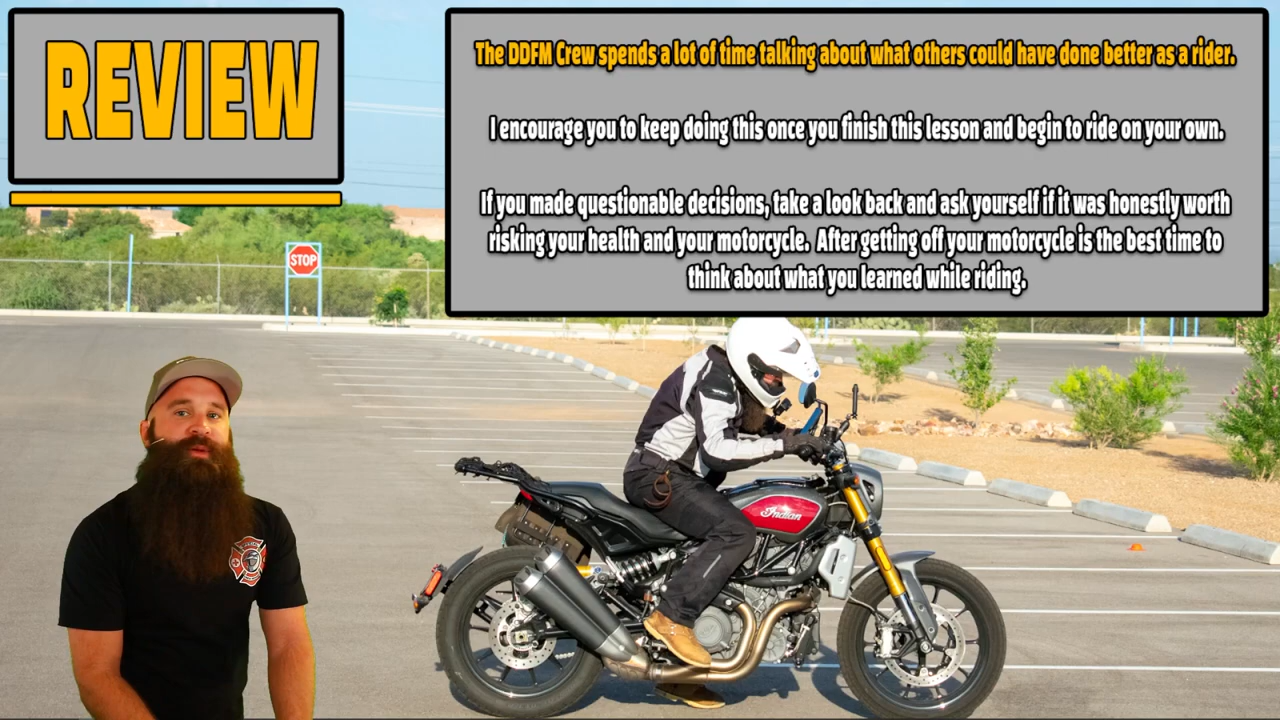 REVIEW
The DDFM Crew spends a lot of time talking about what others could have done better as a rider.
I encourage you to keep doing this once you finish this lesson and begin to ride on your own.
If you made questionable decisions, take a look back and ask yourself if it was honestly worth
risking your health and your motorcycle. After getting off your motorcycle is the best time to
think about what you learned while riding.
STOP
Indian